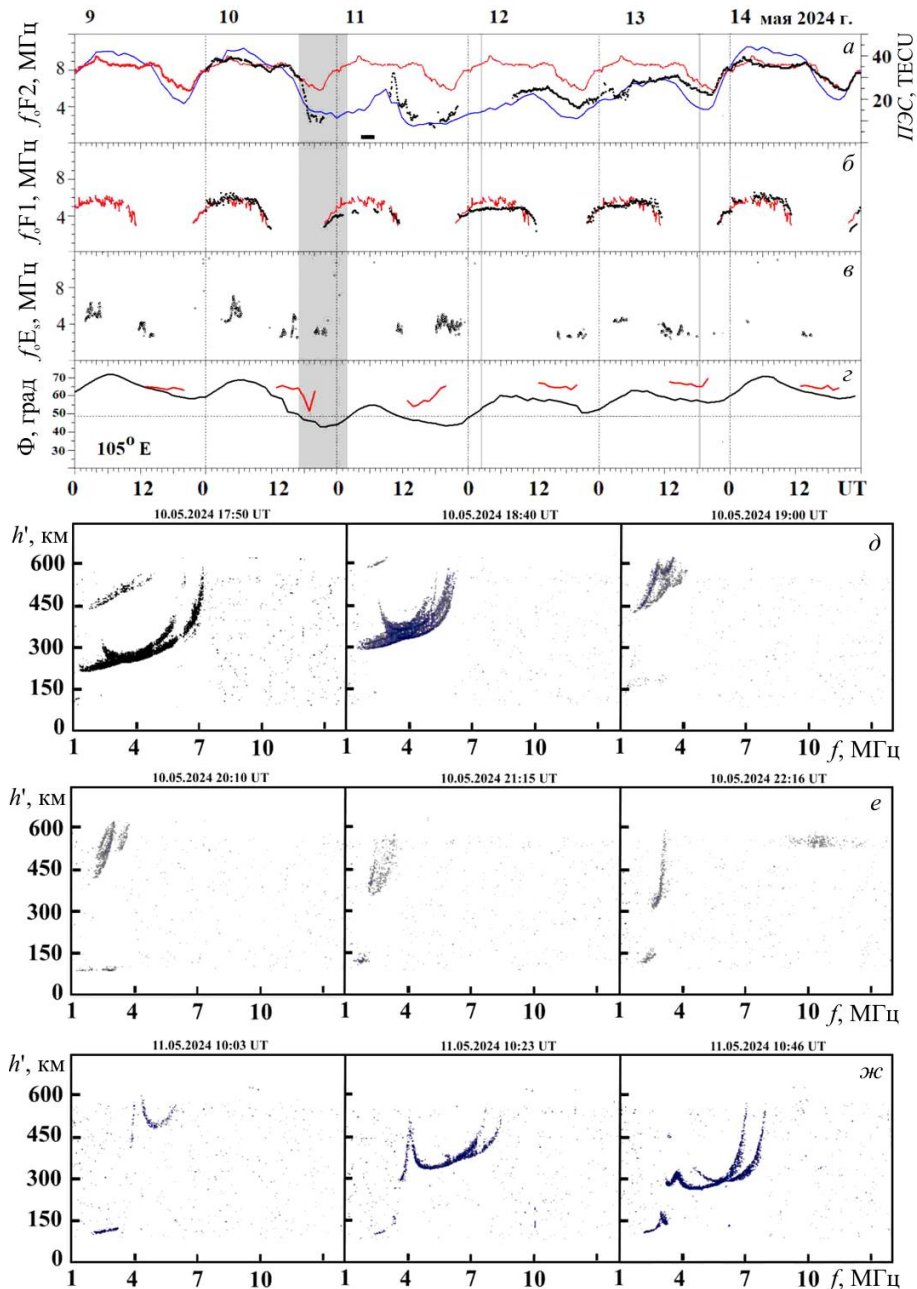 9 10 11 12 13 14 мая 2024 г.
f₀F2, МГц 8 4 а 40 20 ПЭС, TECU
f₀F1, МГц 8 4 б
f₀Eₛ, МГц 8 4 в
Ф, град 70 60 50 40 30 105⁰ E г
0 12 0 12 0 12 0 12 0 12 0 12 UT
10.05.2024 17:50 UT 10.05.2024 18:40 UT 10.05.2024 19:00 UT
h', км д
600
450
300
150
0
1 4 7 10 1 4 7 10 1 4 7 10 f, МГц
10.05.2024 20:10 UT 10.05.2024 21:15 UT 10.05.2024 22:16 UT
h', км е
600
450
300
150
0
1 4 7 10 1 4 7 10 1 4 7 10 f, МГц
11.05.2024 10:03 UT 11.05.2024 10:23 UT 11.05.2024 10:46 UT
h', км ж
600
450
300
150
0
1 4 7 10 1 4 7 10 1 4 7 10 f, МГц